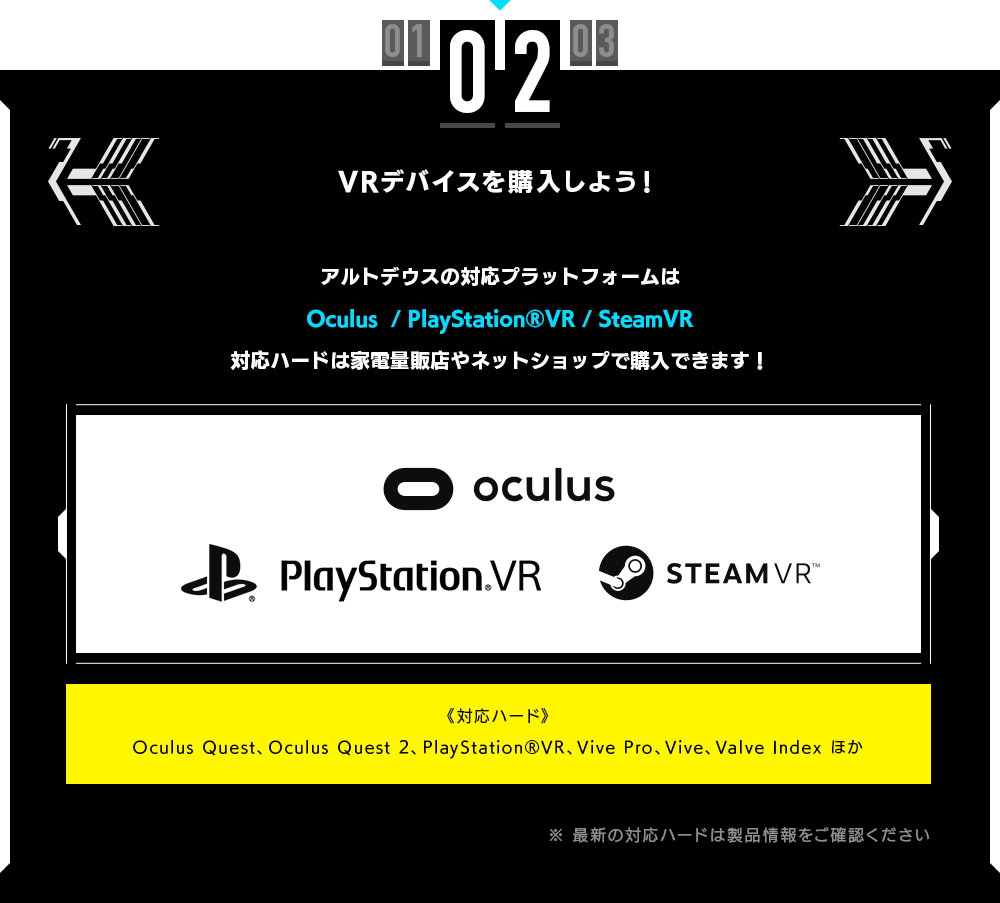 01 02 03
VRデバイスを購入しよう!
アルトデウスの対応プラットフォームは
Oculus / PlayStation®VR / SteamVR
対応ハードは家電量販店やネットショップで購入できます!
oculus
PlayStation®VR STEAMVR™
《対応ハード》
Oculus Quest、Oculus Quest 2、PlayStation®VR、Vive Pro、Vive、Valve Index ほか
※ 最新の対応ハードは製品情報をご確認ください